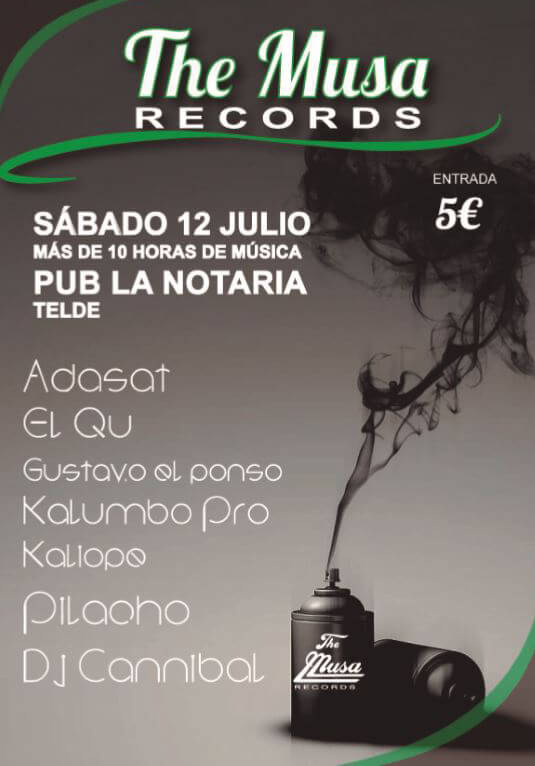 The Musa
RECORDS
ENTRADA
5€
SÁBADO 12 JULIO
MÁS DE 10 HORAS DE MÚSICA
PUB LA NOTARIA
TELDE
Adasat
El Qu
Gustavo el ponso
Kalumbo Pro
Kaliope
Pilacho
Dj Cannibal
The
Musa
RECORDS